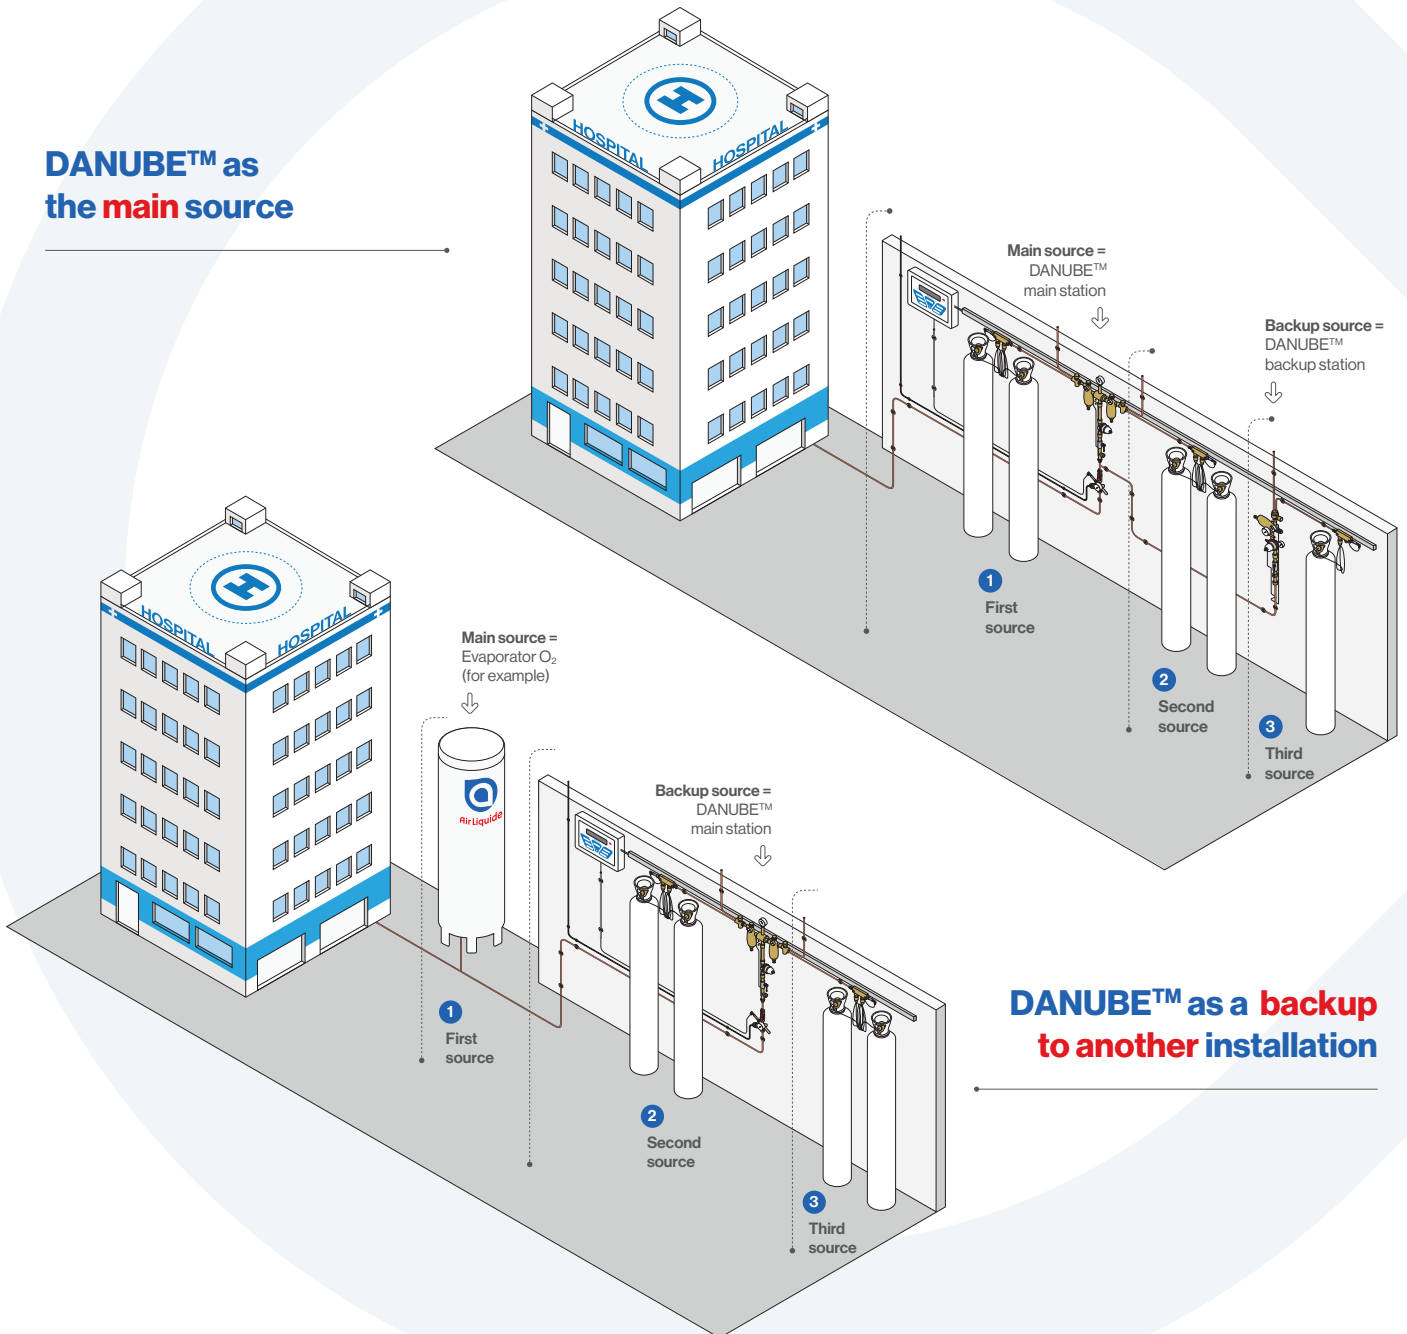 DANUBE™ as
the main source
HOSPITAL
HOSPITAL
H
Main source =
DANUBE™
main station
Backup source =
DANUBE™
backup station
1
First
source
2
Second
source
3
Third
source
HOSPITAL
HOSPITAL
H
Main source =
Evaporator O₂
(for example)
Air Liquide
Backup source =
DANUBE™
main station
1
First
source
2
Second
source
3
Third
source
DANUBE™ as a backup
to another installation